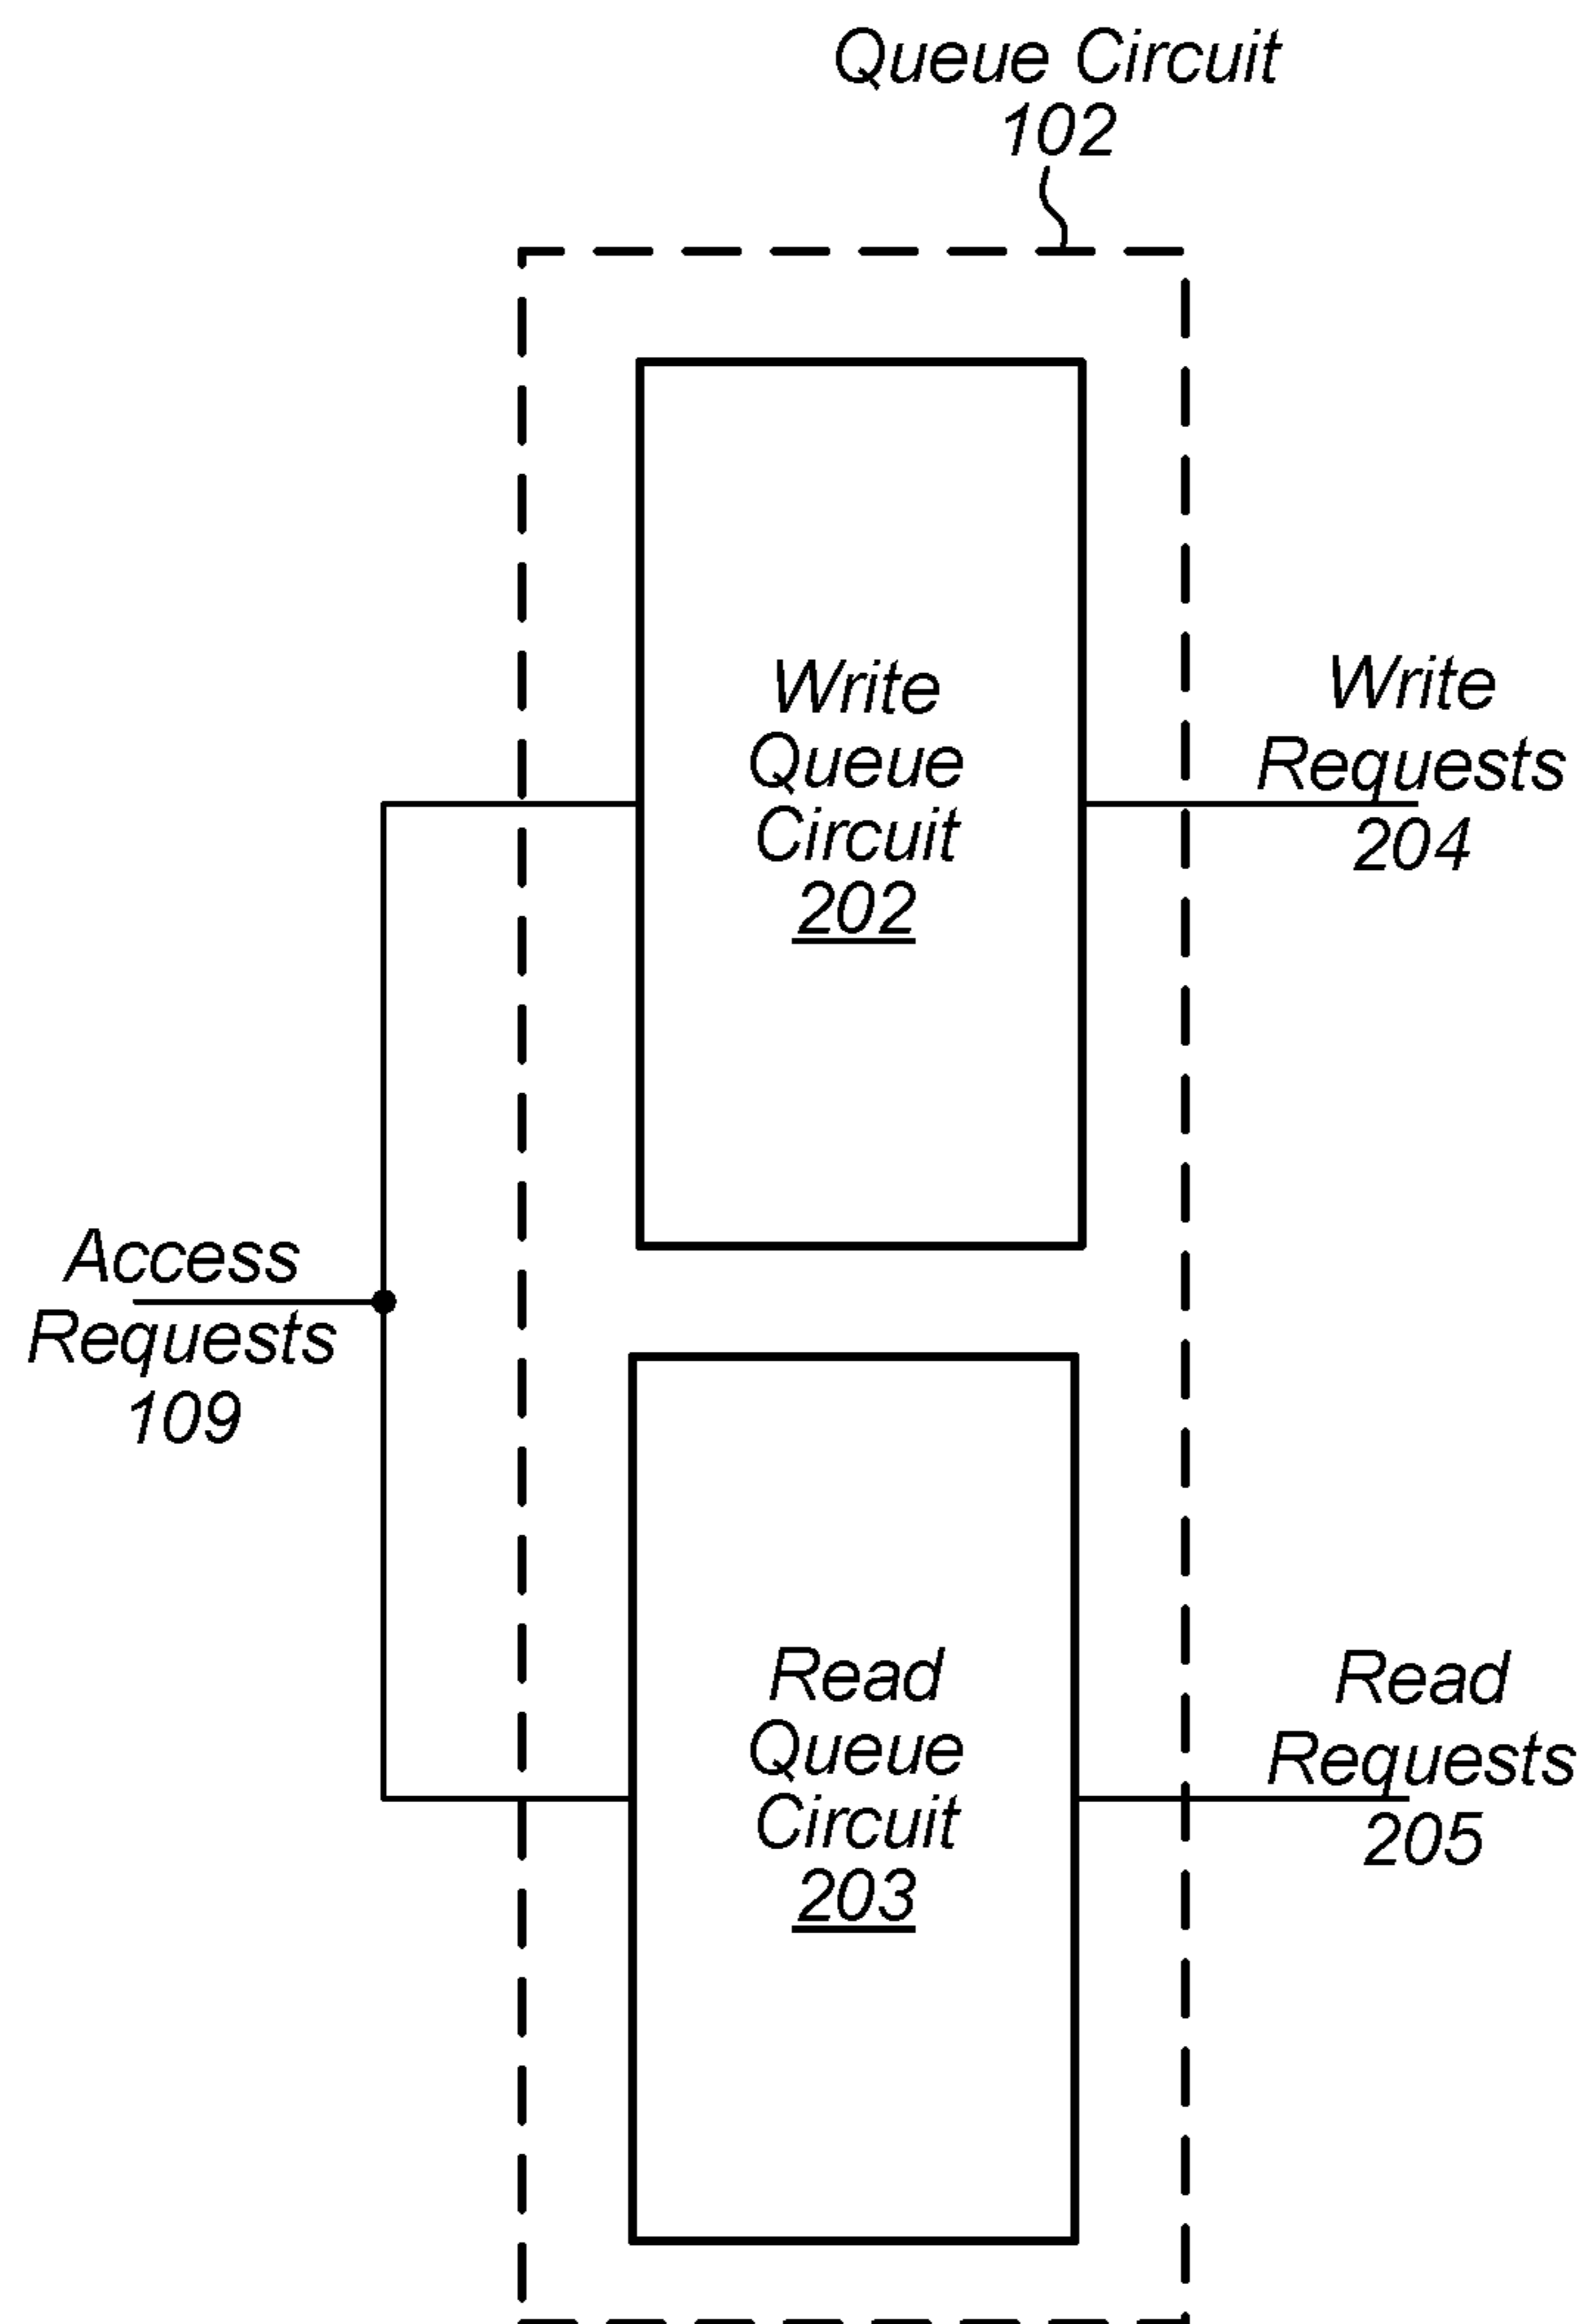 Queue Circuit
102
Write
Queue
Circuit
202
Write
Requests
204
Access
Requests
109
Read
Queue
Circuit
203
Read
Requests
205